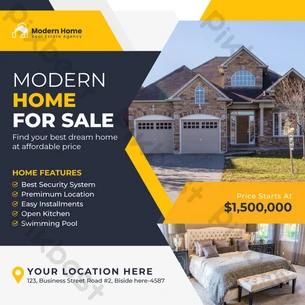 Modern Home
Real Estate Agency
MODERN
HOME
FOR SALE
Find your best dream home
at affordable price
HOME FEATURES
Best Security System
Premimum Location
Easy Installments
Open Kitchen
Swimming Pool
Price Starts At
$1,500,000
YOUR LOCATION HERE
123, Business Street Road #2, Biside here-4587
pikbest